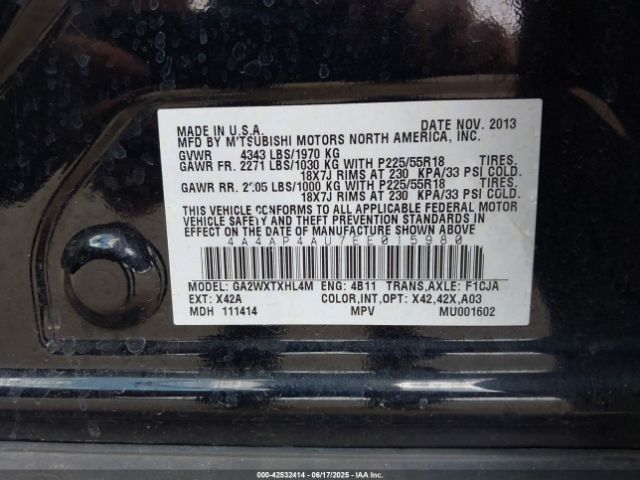 MADE IN U.S.A. DATE NOV. 2013
MFD BY MITSUBISHI MOTORS NORTH AMERICA, INC.
GVWR 4343 LBS/1970 KG
GAWR FR. 2271 LBS/1030 KG WITH P225/55R18 TIRES.
18X7J RIMS AT 230 KPA/33 PSI COLD.
GAWR RR. 2205 LBS/1000 KG WITH P225/55R18 TIRES.
18X7J RIMS AT 230 KPA/33 PSI COLD.
THIS VEHICLE CONFORMS TO ALL APPLICABLE FEDERAL MOTOR
VEHICLE SAFETY AND THEFT PREVENTION STANDARDS IN
EFFECT ON THE DATE OF MANUFACTURE SHOWN ABOVE.
4A4AP4AU7EE015980
MODEL: GA2WXTXHL4M ENG: 4B11 TRANS,AXLE: F1CJA
EXT: X42A COLOR,INT,OPT: X42,42X,A03
MDH 111414 MPV MU001602
000-42532414 - 06/17/2025 - IAA Inc.